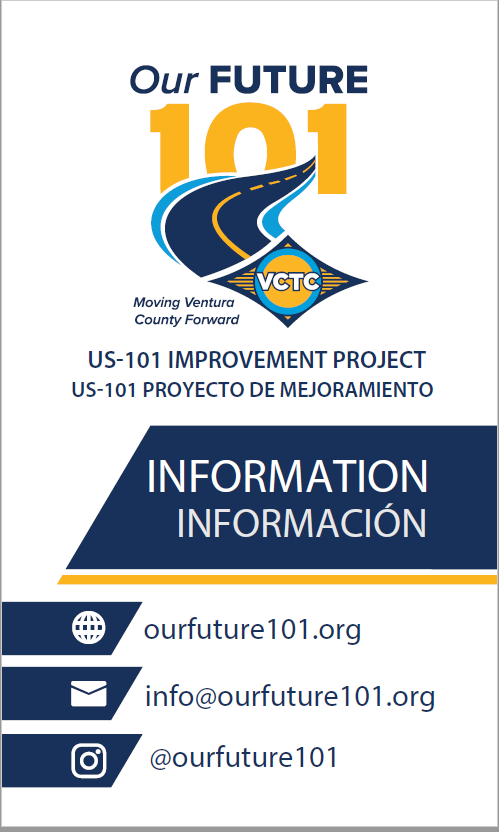 Our FUTURE
101
VCTC
Moving Ventura
County Forward
US-101 IMPROVEMENT PROJECT
US-101 PROYECTO DE MEJORAMIENTO
INFORMATION
INFORMACIÓN
ourfuture101.org
info@ourfuture101.org
@ourfuture101